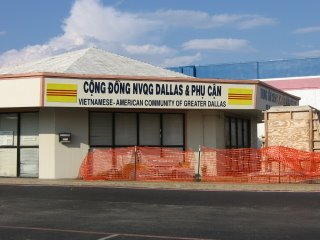 CỘNG ĐỒNG NVQG DALLAS & PHỤ CẬN
VIETNAMESE-AMERICAN COMMUNITY OF GREATER DALLAS